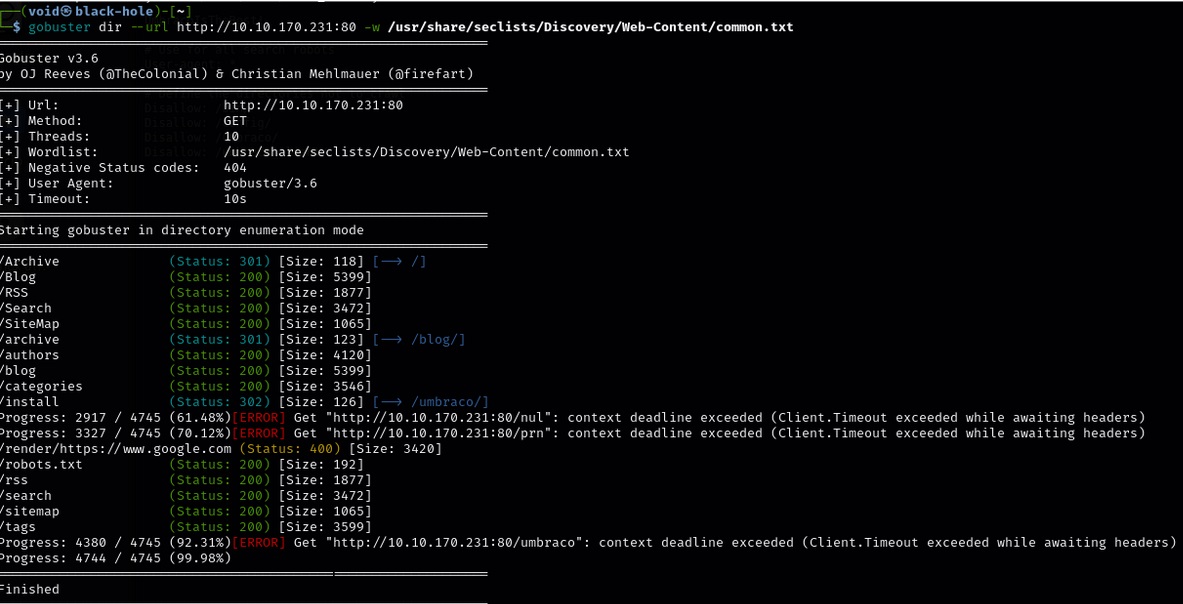 (void㉿black-hole)-[~]
$ gobuster dir --url http://10.10.170.231:80 -w /usr/share/seclists/Discovery/Web-Content/common.txt
Gobuster v3.6
by OJ Reeves (@TheColonial) & Christian Mehlmauer (@firefart)
[+] Url: http://10.10.170.231:80
[+] Method: GET
[+] Threads: 10
[+] Wordlist: /usr/share/seclists/Discovery/Web-Content/common.txt
[+] Negative Status codes: 404
[+] User Agent: gobuster/3.6
[+] Timeout: 10s
Starting gobuster in directory enumeration mode
/Archive (Status: 301) [Size: 118] [--> /]
/Blog (Status: 200) [Size: 5399]
/RSS (Status: 200) [Size: 1877]
/Search (Status: 200) [Size: 3472]
/SiteMap (Status: 200) [Size: 1065]
/archive (Status: 301) [Size: 123] [--> /blog/]
/authors (Status: 200) [Size: 4120]
/blog (Status: 200) [Size: 5399]
/categories (Status: 200) [Size: 3546]
/install (Status: 302) [Size: 126] [--> /umbraco/]
Progress: 2917 / 4745 (61.48%)[ERROR] Get "http://10.10.170.231:80/nul": context deadline exceeded (Client.Timeout exceeded while awaiting headers)
Progress: 3327 / 4745 (70.12%)[ERROR] Get "http://10.10.170.231:80/prn": context deadline exceeded (Client.Timeout exceeded while awaiting headers)
/render/https://www.google.com (Status: 400) [Size: 3420]
/robots.txt (Status: 200) [Size: 192]
/rss (Status: 200) [Size: 1877]
/search (Status: 200) [Size: 3472]
/sitemap (Status: 200) [Size: 1065]
/tags (Status: 200) [Size: 3599]
Progress: 4380 / 4745 (92.31%)[ERROR] Get "http://10.10.170.231:80/umbraco": context deadline exceeded (Client.Timeout exceeded while awaiting headers)
Progress: 4744 / 4745 (99.98%)
Finished